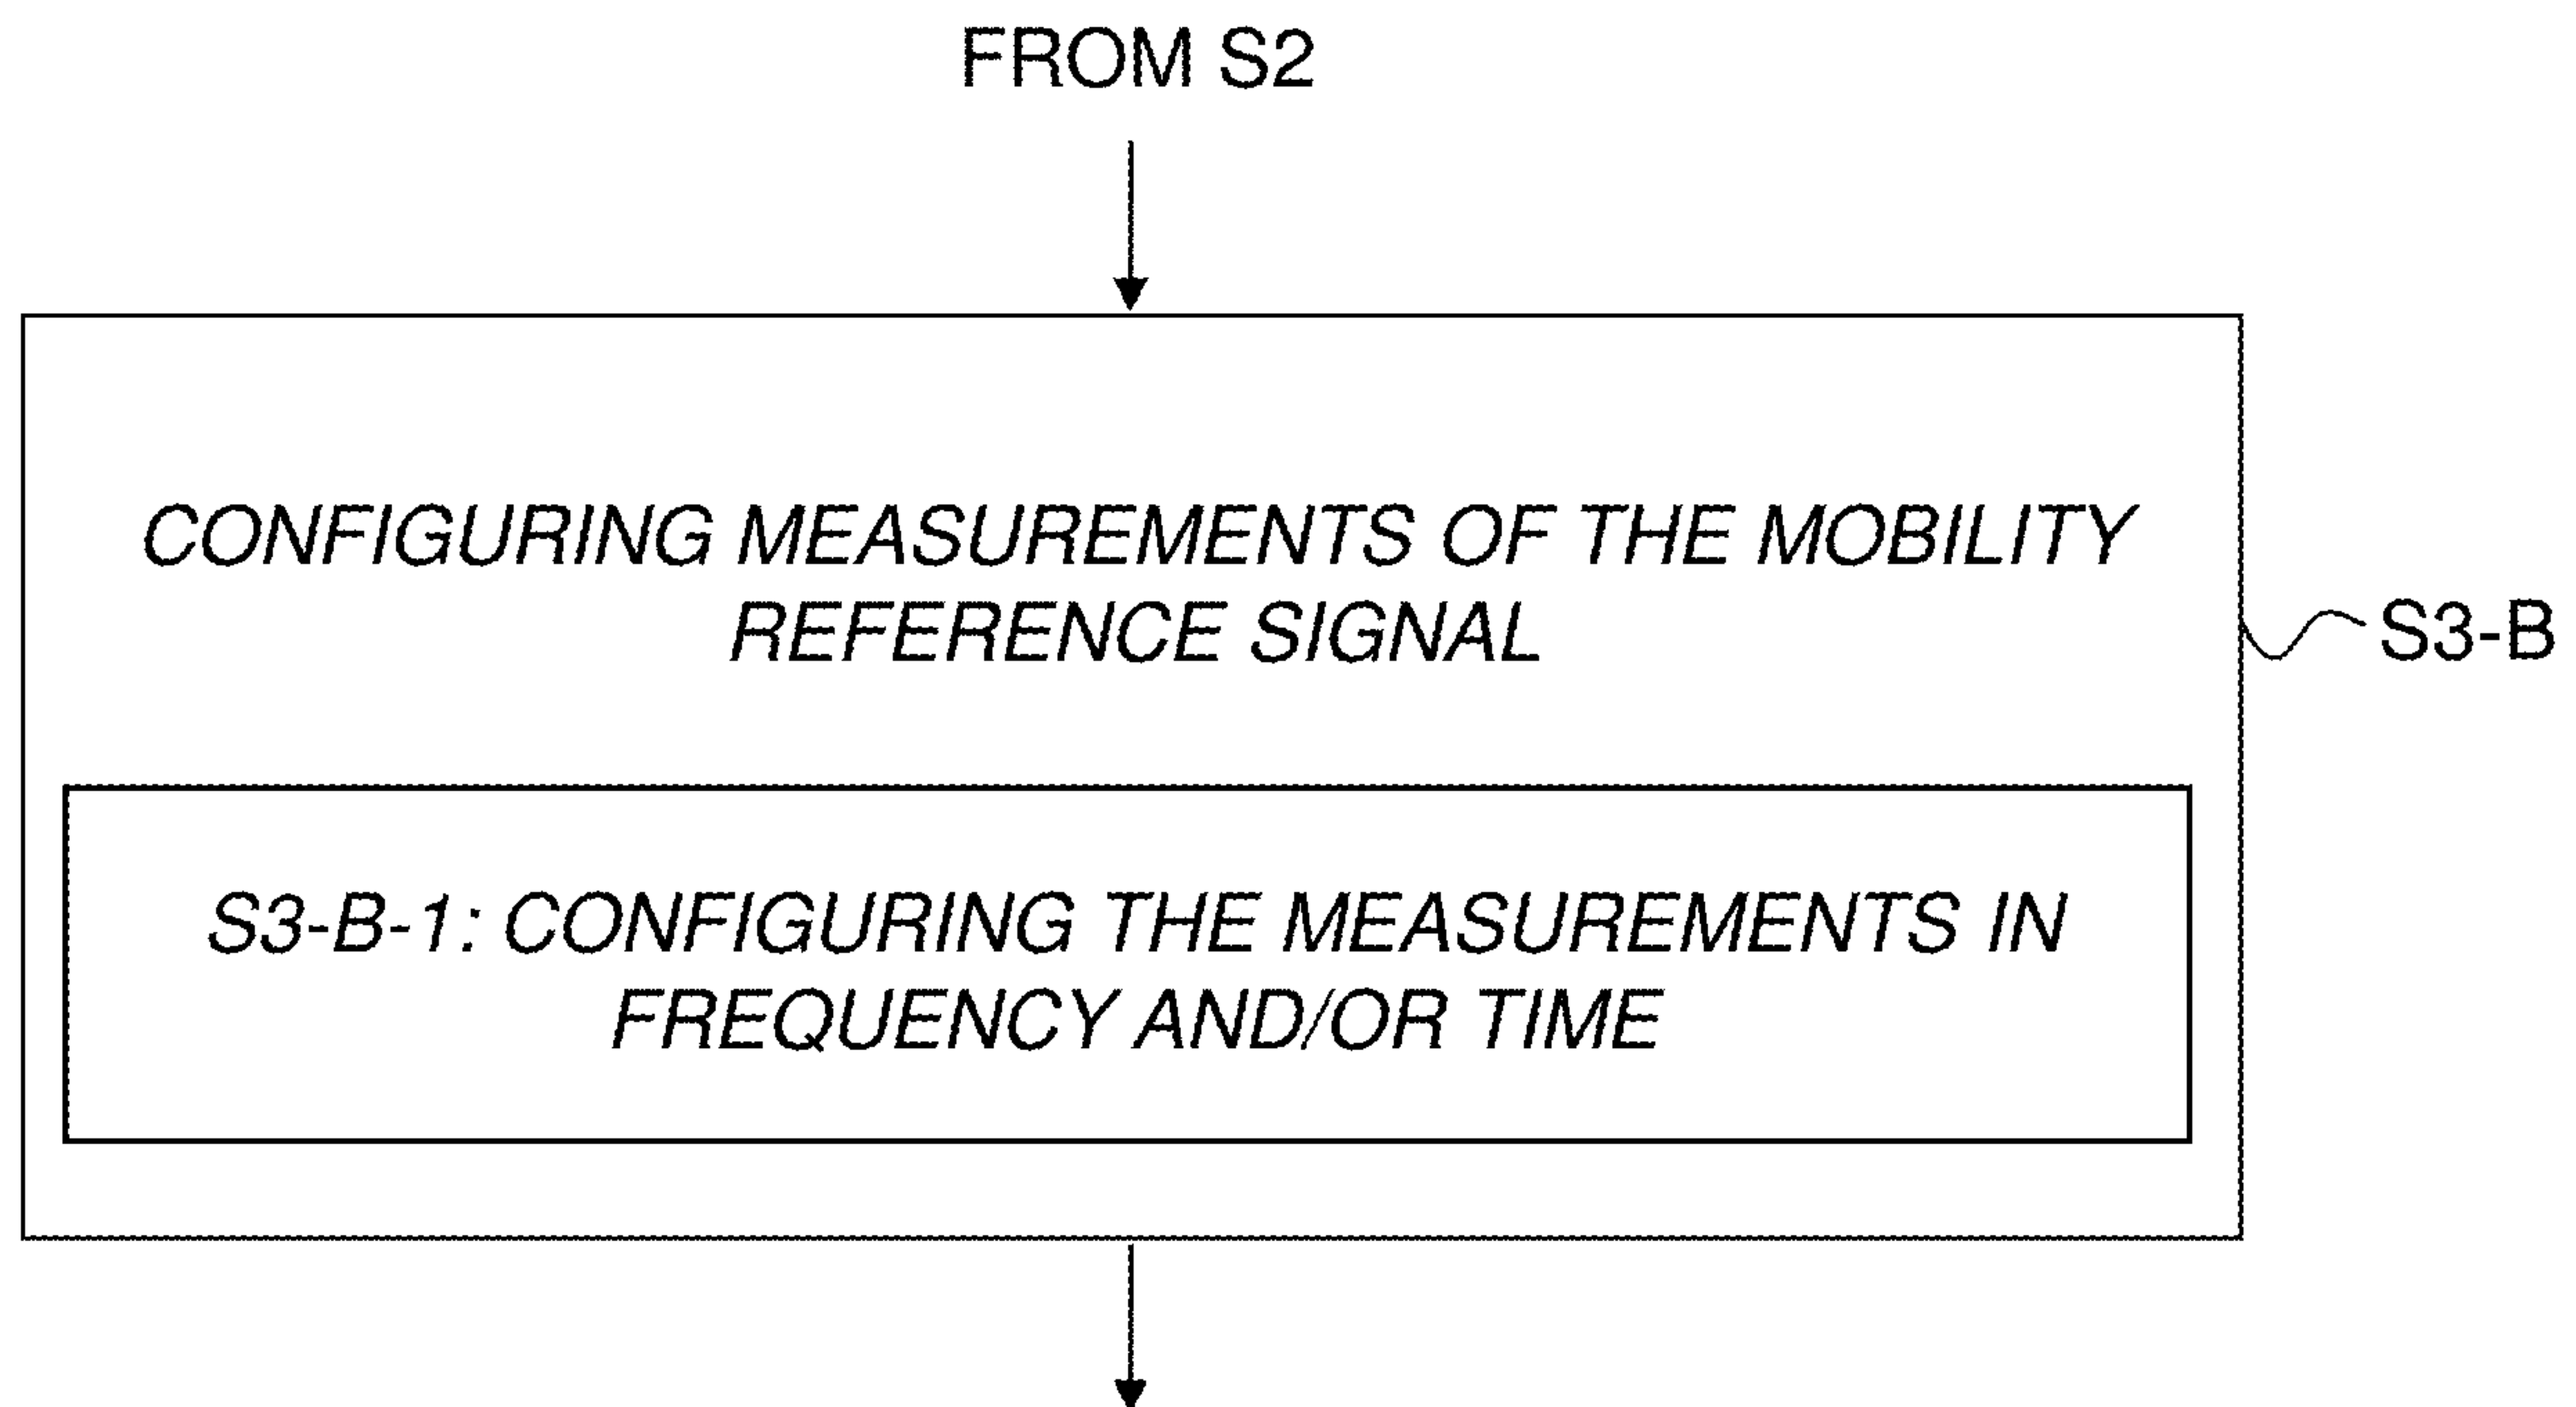 FROM S2
CONFIGURING MEASUREMENTS OF THE MOBILITY
REFERENCE SIGNAL
S3-B
S3-B-1: CONFIGURING THE MEASUREMENTS IN
FREQUENCY AND/OR TIME